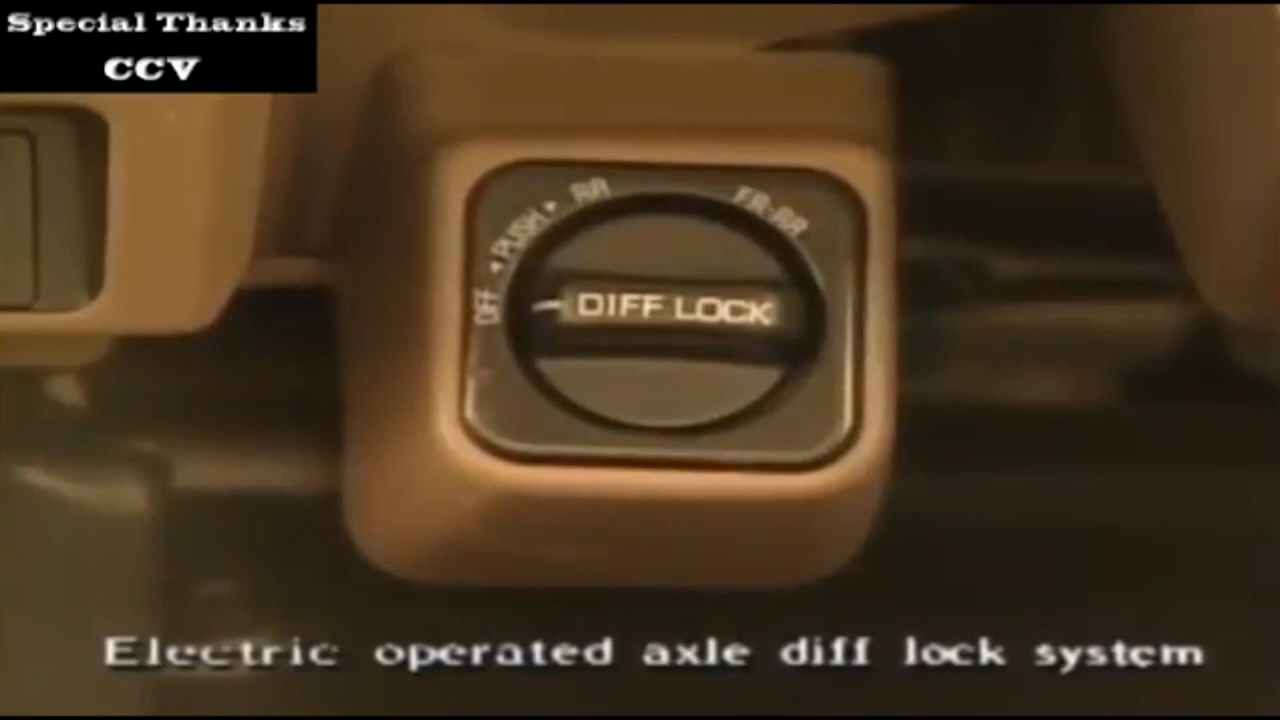 Special Thanks
CCV
OFF ◂PUSH▸ RR
FR·RR
DIFF LOCK
Electric operated axle diff lock system